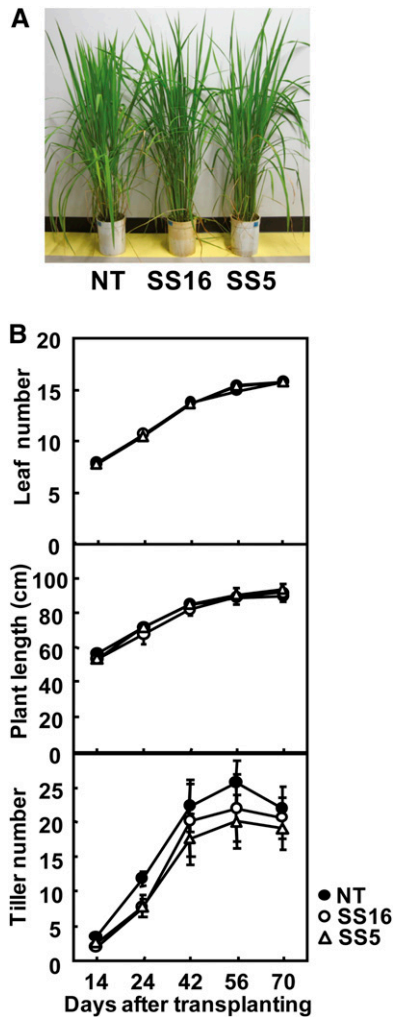 A
NT SS16 SS5
B
20
15
10
5
0
Leaf number
100
80
60
40
20
0
Plant length (cm)
25
20
15
10
5
0
Tiller number
14 24 42 56 70
Days after transplanting
NT
SS16
SS5